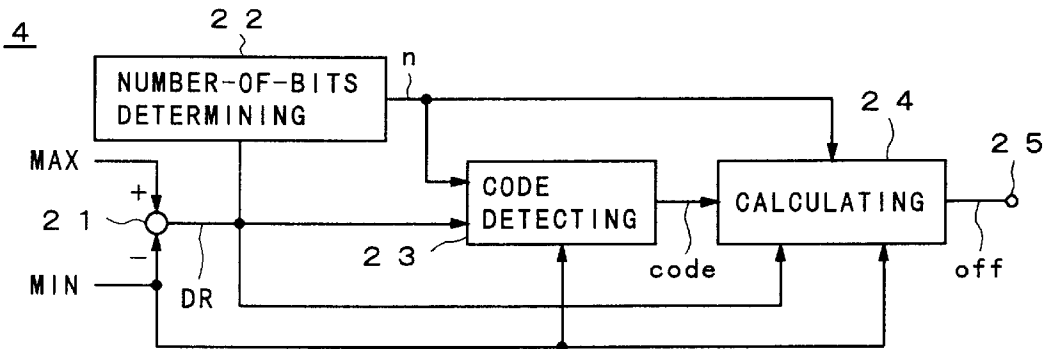 4
2 2
NUMBER-OF-BITS
DETERMINING
n
2 4
2 5
MAX
+
2 1
-
MIN
DR
CODE
DETECTING
2 3
code
CALCULATING
off